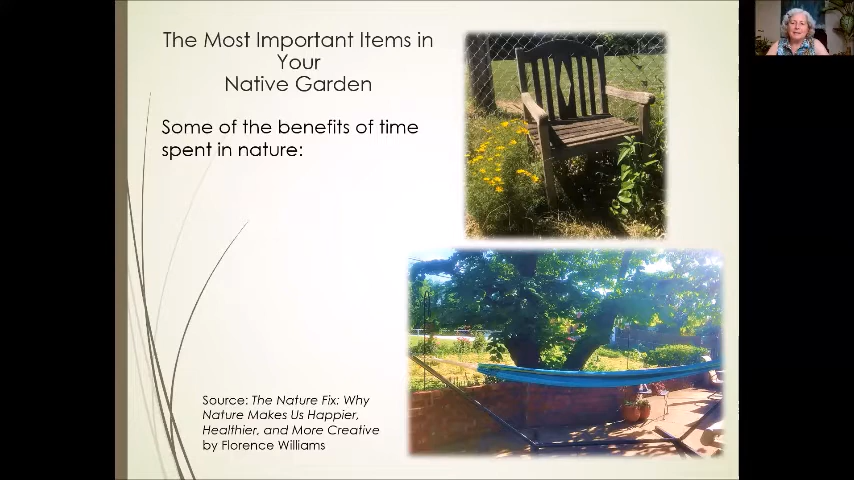 The Most Important Items in
Your
Native Garden
Some of the benefits of time
spent in nature:
Source: The Nature Fix: Why
Nature Makes Us Happier,
Healthier, and More Creative
by Florence Williams